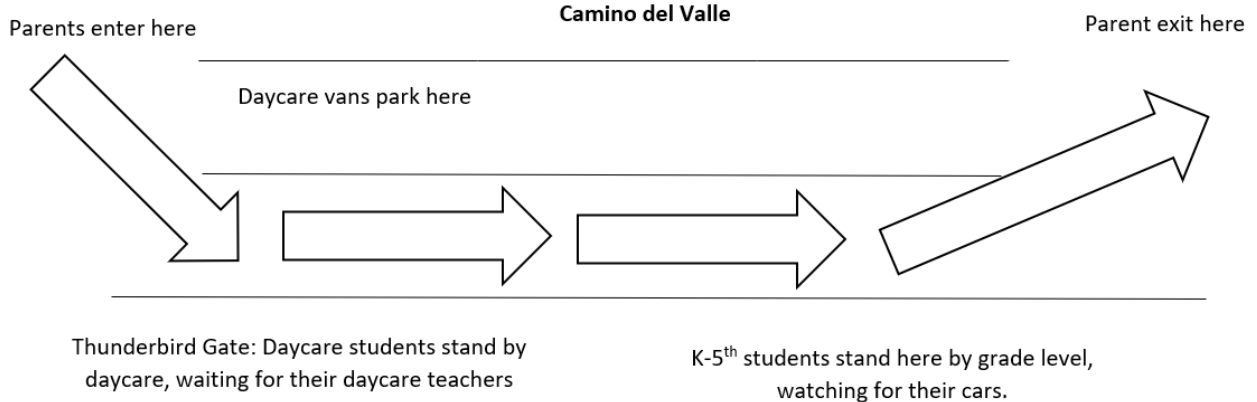 Camino del Valle
Parents enter here
Parent exit here
Daycare vans park here
Thunderbird Gate: Daycare students stand by
daycare, waiting for their daycare teachers
K-5th students stand here by grade level,
watching for their cars.